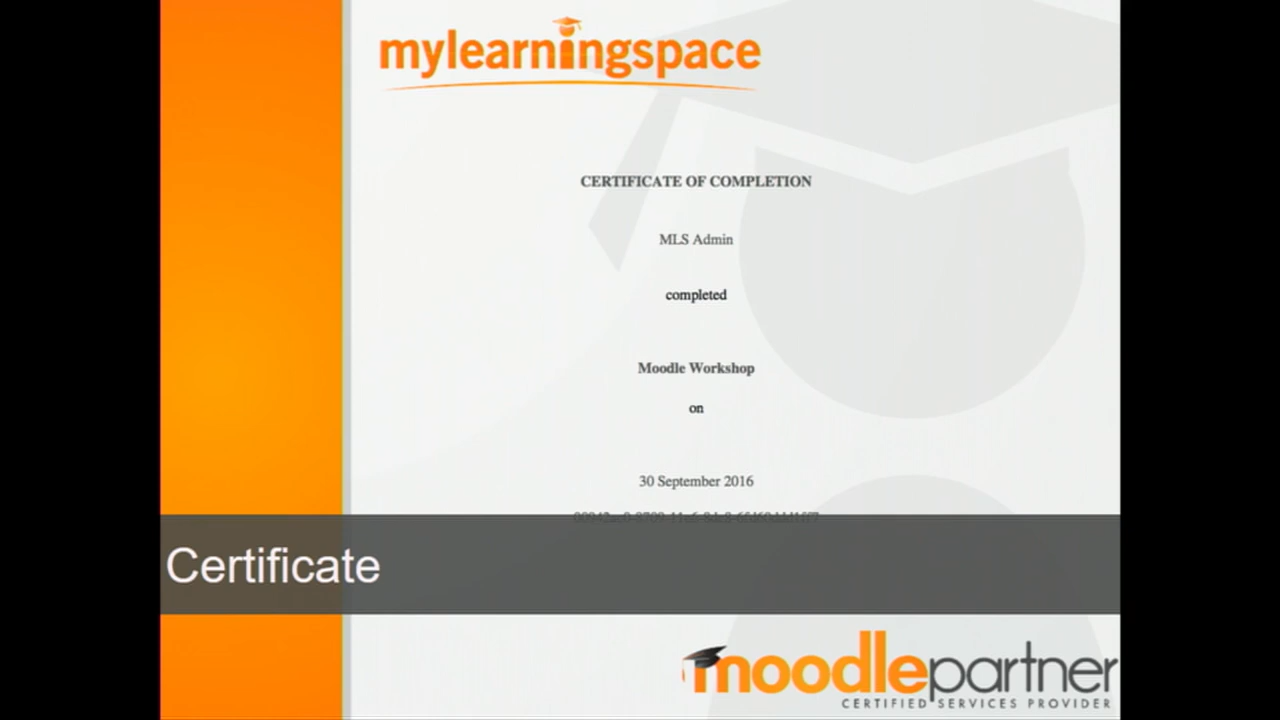 mylearningspace
CERTIFICATE OF COMPLETION
MLS Admin
completed
Moodle Workshop
on
30 September 2016
Certificate
moodlepartner
CERTIFIED SERVICES PROVIDER